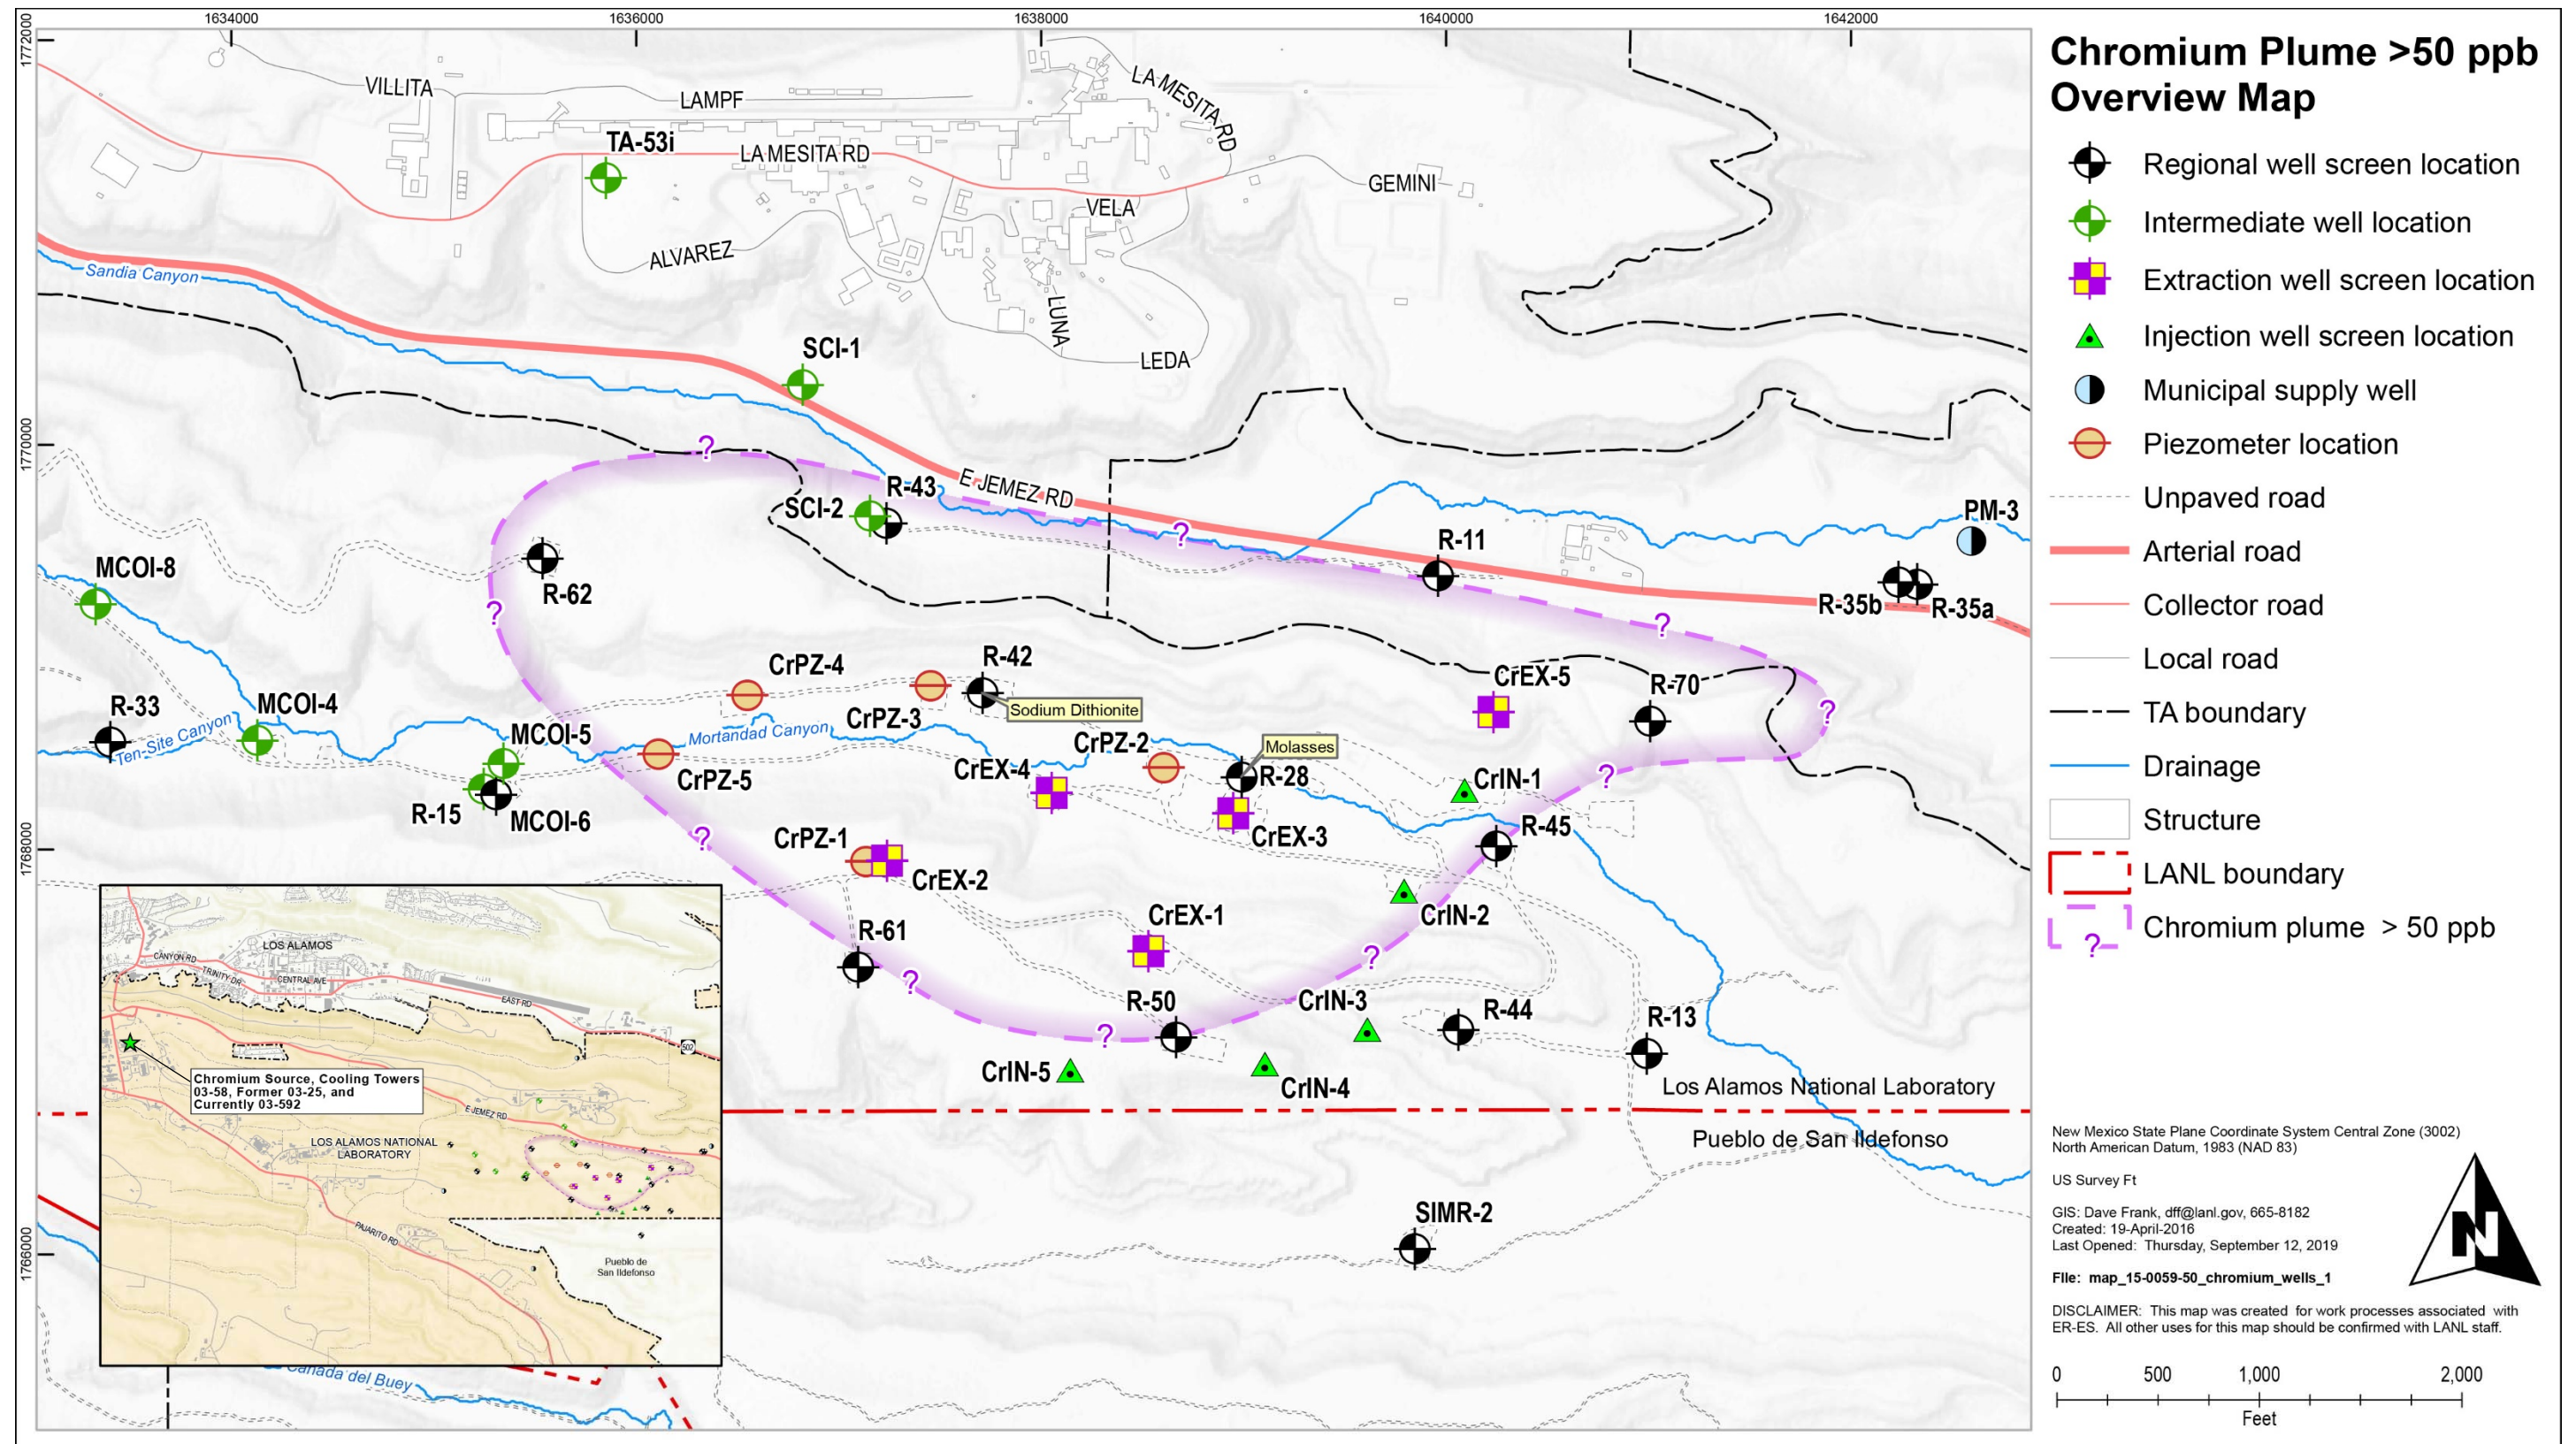 1634000
1636000
1638000
1640000
1642000
1772000
1770000
1768000
1766000
VILLITA
LAMPF
LA MESITA RD
TA-53i
LA MESITA RD
GEMINI
VELA
ALVAREZ
Sandia Canyon
LUNA
LEDA
SCI-1
E JEMEZ RD
R-43
SCI-2
PM-3
R-11
MCOI-8
R-62
R-35b
R-35a
?
?
?
?
?
?
?
?
?
?
CrPZ-4
R-42
CrEX-5
R-70
Sodium Dithionite
R-33
MCOI-4
Ten-Site Canyon
MCOI-5
Mortandad Canyon
CrPZ-3
CrPZ-2
Molasses
CrPZ-5
CrEX-4
R-28
CrIN-1
R-15
MCOI-6
CrPZ-1
CrEX-3
R-45
CrEX-2
CrIN-2
CrEX-1
R-61
R-50
CrIN-3
R-44
R-13
CrIN-5
CrIN-4
Los Alamos National Laboratory
Pueblo de San Ildefonso
SIMR-2
Cañada del Buey
LOS ALAMOS
CANYON RD
TRINITY DR
CENTRAL AVE
EAST RD
502
Chromium Source, Cooling Towers
03-58, Former 03-25, and
Currently 03-592
E JEMEZ RD
LOS ALAMOS NATIONAL
LABORATORY
PAJARITO RD
Pueblo de
San Ildefonso
Chromium Plume >50 ppb
Overview Map
Regional well screen location
Intermediate well location
Extraction well screen location
Injection well screen location
Municipal supply well
Piezometer location
Unpaved road
Arterial road
Collector road
Local road
TA boundary
Drainage
Structure
LANL boundary
Chromium plume > 50 ppb
?
New Mexico State Plane Coordinate System Central Zone (3002)
North American Datum, 1983 (NAD 83)
US Survey Ft
GIS: Dave Frank, dff@lanl.gov, 665-8182
Created: 19-April-2016
Last Opened: Thursday, September 12, 2019
File: map_15-0059-50_chromium_wells_1
DISCLAIMER: This map was created for work processes associated with
ER-ES. All other uses for this map should be confirmed with LANL staff.
N
0 500 1,000 2,000
Feet